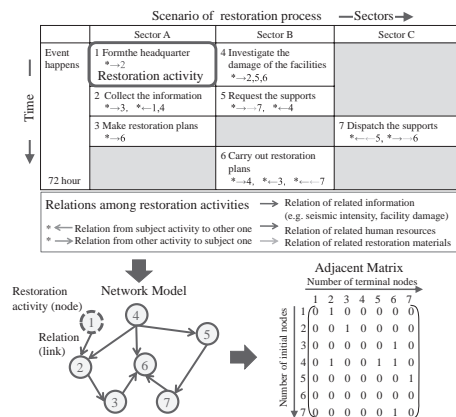 Scenario of restoration process — Sectors →
Sector A Sector B Sector C
Time
Event happens
72 hour
1 Formthe headquarter
*→2
Restoration activity
4 Investigate the
damage of the facilities
*→2,5,6
2 Collect the information
*→3, *←1,4
5 Request the supports
*→7, *←4
3 Make restoration plans
*→6
7 Dispatch the supports
*←5, *→6
6 Carry out restoration
plans
*→4, *←3, *←7
Relations among restoration activities
* ← Relation from subject activity to other one
* → Relation from other activity to subject one
→ Relation of related information
(e.g. seismic intensity, facility damage)
→ Relation of related human resources
→ Relation of related restoration materials
Network Model
Restoration
activity (node)
Relation
(link)
1
4
5
2
6
3
7
Adjacent Matrix
Number of terminal nodes
Number of initial nodes
1 2 3 4 5 6 7
1 0 1 0 0 0 0 0
2 0 0 1 0 0 0 0
3 0 0 0 0 0 1 0
4 0 1 0 0 1 1 0
5 0 0 0 0 0 0 1
6 0 0 0 0 0 0 0
7 0 0 0 0 0 1 0